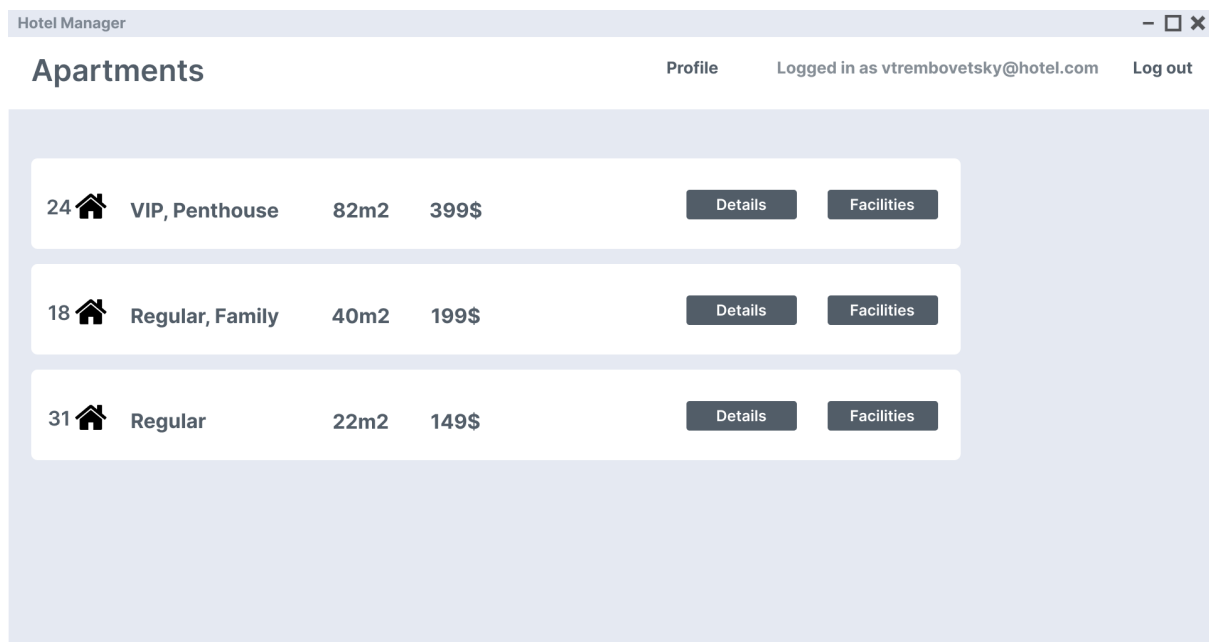 Hotel Manager
Apartments Profile Logged in as vtrembovetsky@hotel.com Log out
24 VIP, Penthouse 82m2 399$ Details Facilities
18 Regular, Family 40m2 199$ Details Facilities
31 Regular 22m2 149$ Details Facilities